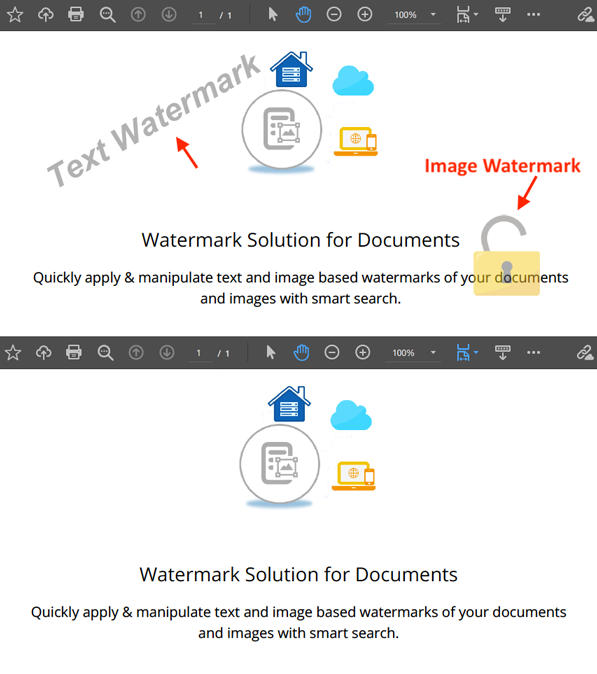 1 / 1 100%
Text Watermark
Image Watermark
Watermark Solution for Documents
Quickly apply & manipulate text and image based watermarks of your documents
and images with smart search.
1 / 1 100%
Watermark Solution for Documents
Quickly apply & manipulate text and image based watermarks of your documents
and images with smart search.